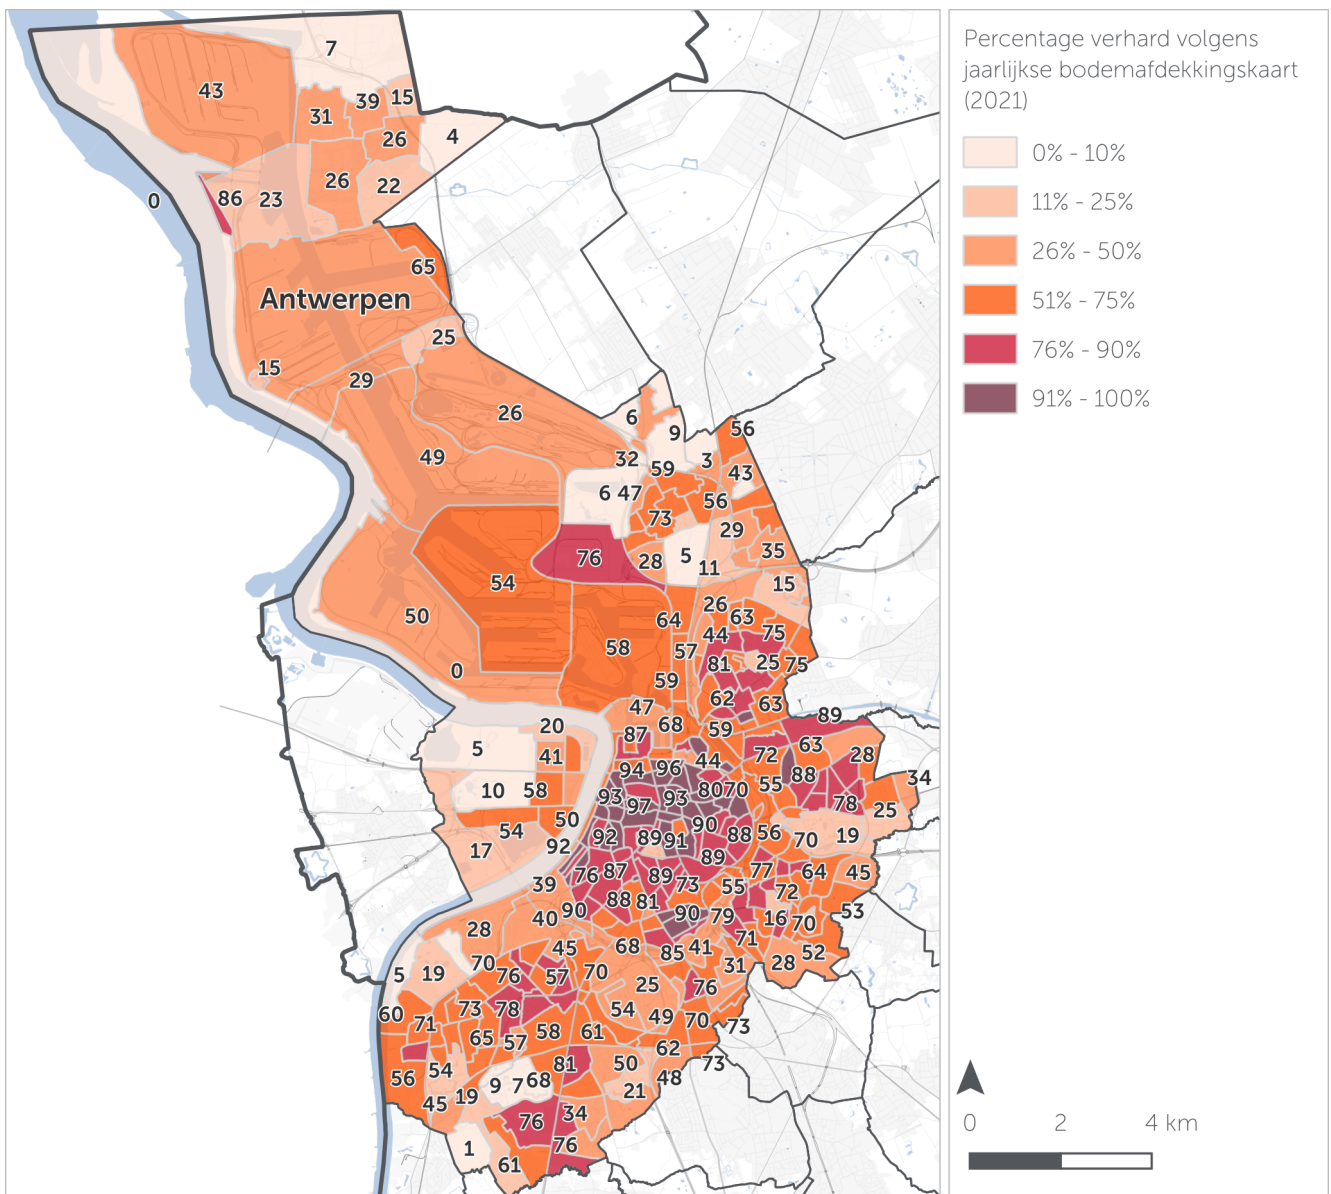 Percentage verhard volgens
jaarlijkse bodemafdekkingskaart
(2021)
0% - 10%
11% - 25%
26% - 50%
51% - 75%
76% - 90%
91% - 100%
0 2 4 km
7
43
39 15
31
26
4
26 22
0 86 23
65
Antwerpen
25
15
29
26
6
9 56
49
32 59 3
43
6 47
56
73
29
76 28 5 11 35
54
15
50
26
64 63
44 75
58 57
81 25 75
0
59
62 63
47
89
20 87 68 59
5 41
63
72 28
94 96 44
34
10 58
93 97 93 80 70 55 88
78 25
50
54
92 92 89 91 90 88 56 70 19
17
89
76 87 89 73 77 64 45
39
55 72
88 81
40 90 90 79 16 70 53
28
45 68 85 41 71
52
5 19 70 76 57 70
31 28
25 76
60 71 73 78
54 49 70 73
65 57 58 61
62
56 54 81 50 73
48
45 19 9 7 68
21
76 34
1
76
61